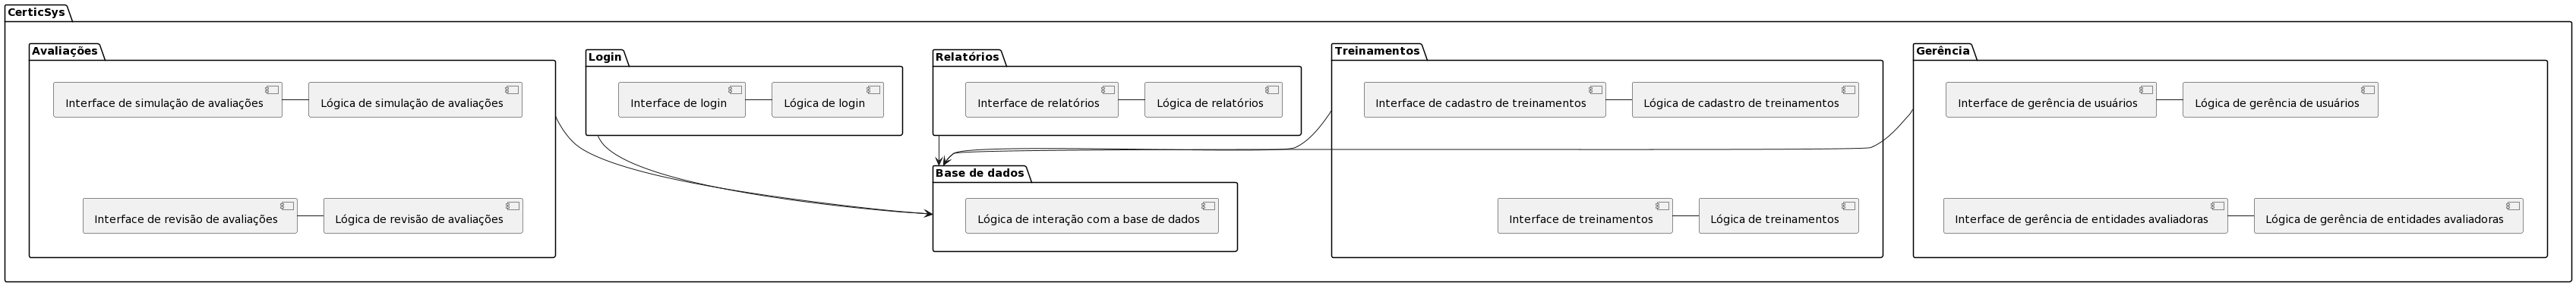 CerticSys
Avaliações
Interface de simulação de avaliações
Lógica de simulação de avaliações
Interface de revisão de avaliações
Lógica de revisão de avaliações
Login
Interface de login
Lógica de login
Relatórios
Interface de relatórios
Lógica de relatórios
Base de dados
Lógica de interação com a base de dados
Treinamentos
Interface de cadastro de treinamentos
Lógica de cadastro de treinamentos
Interface de treinamentos
Lógica de treinamentos
Gerência
Interface de gerência de usuários
Lógica de gerência de usuários
Interface de gerência de entidades avaliadoras
Lógica de gerência de entidades avaliadoras